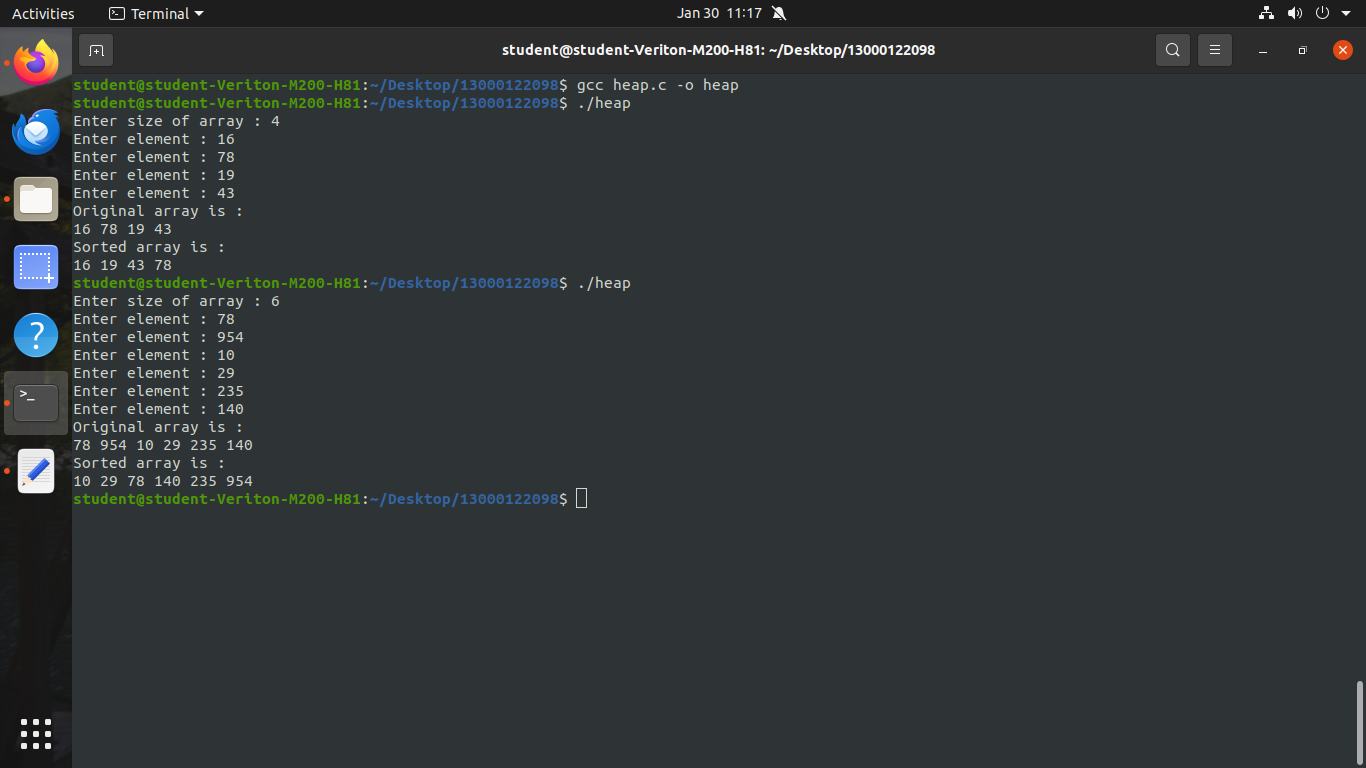 Activities
Terminal
Jan 30 11:17
student@student-Veriton-M200-H81: ~/Desktop/13000122098
student@student-Veriton-M200-H81:~/Desktop/13000122098$ gcc heap.c -o heap
student@student-Veriton-M200-H81:~/Desktop/13000122098$ ./heap
Enter size of array : 4
Enter element : 16
Enter element : 78
Enter element : 19
Enter element : 43
Original array is :
16 78 19 43
Sorted array is :
16 19 43 78
student@student-Veriton-M200-H81:~/Desktop/13000122098$ ./heap
Enter size of array : 6
Enter element : 78
Enter element : 954
Enter element : 10
Enter element : 29
Enter element : 235
Enter element : 140
Original array is :
78 954 10 29 235 140
Sorted array is :
10 29 78 140 235 954
student@student-Veriton-M200-H81:~/Desktop/13000122098$